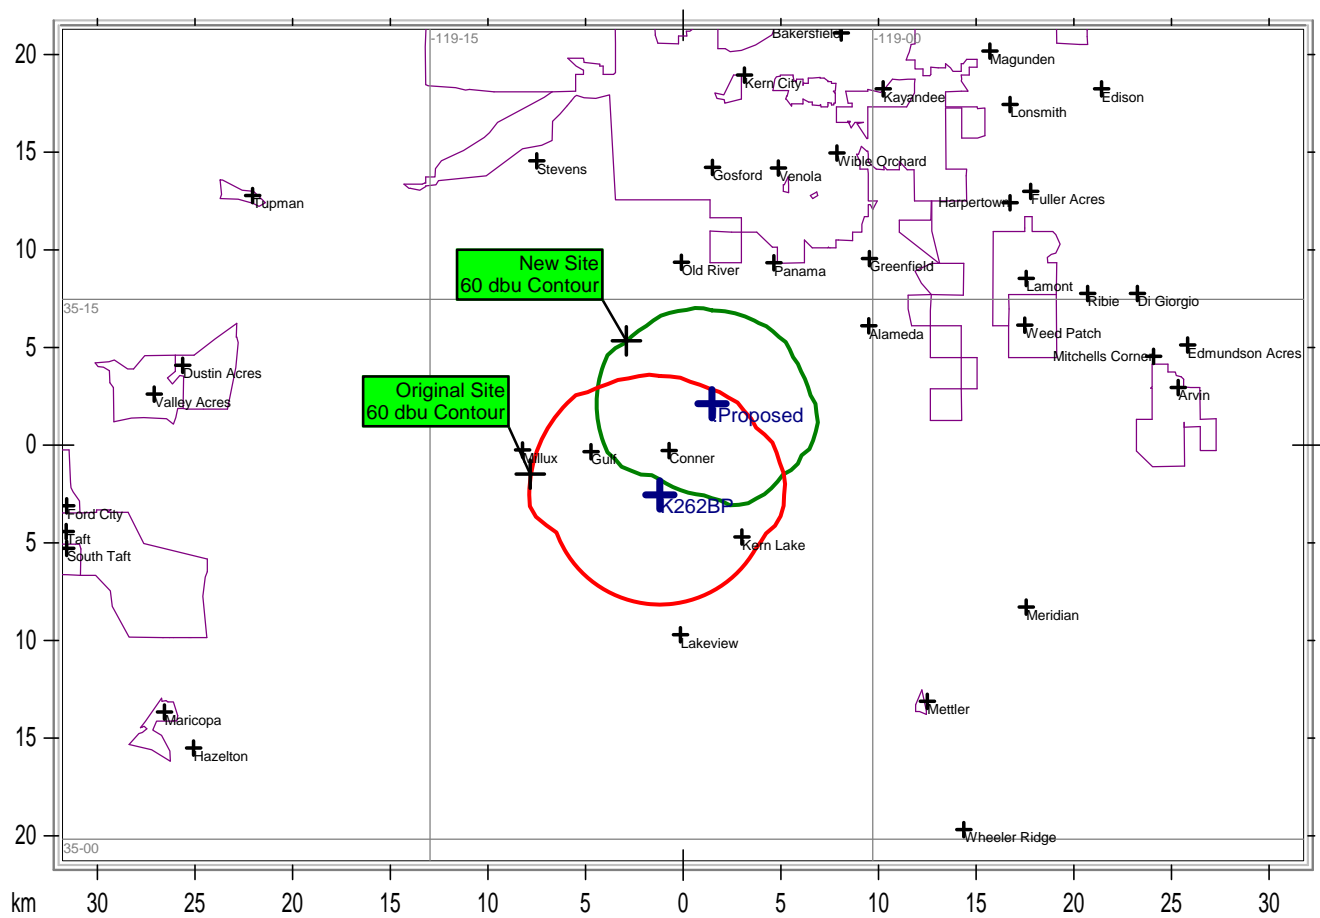 20
15
10
5
0
5
10
15
20
km
30
25
20
15
10
5
0
5
10
15
20
25
30
-119-15
-119-00
35-15
35-00
Bakersfield
Magunden
Kern City
Kayandee
Edison
Lonsmith
Stevens
Gosford
Venola
Wible Orchard
Tupman
Harpertown
Fuller Acres
New Site
60 dbu Contour
Old River
Panama
Greenfield
Lamont
Ribie
Di Giorgio
Alameda
Weed Patch
Mitchells Corner
Edmundson Acres
Dustin Acres
Valley Acres
Arvin
Original Site
60 dbu Contour
.Proposed
Millux
Gulf
Conner
K262BP
Ford City
Taft
South Taft
Kern Lake
Meridian
Lakeview
Maricopa
Hazelton
Mettler
Wheeler Ridge